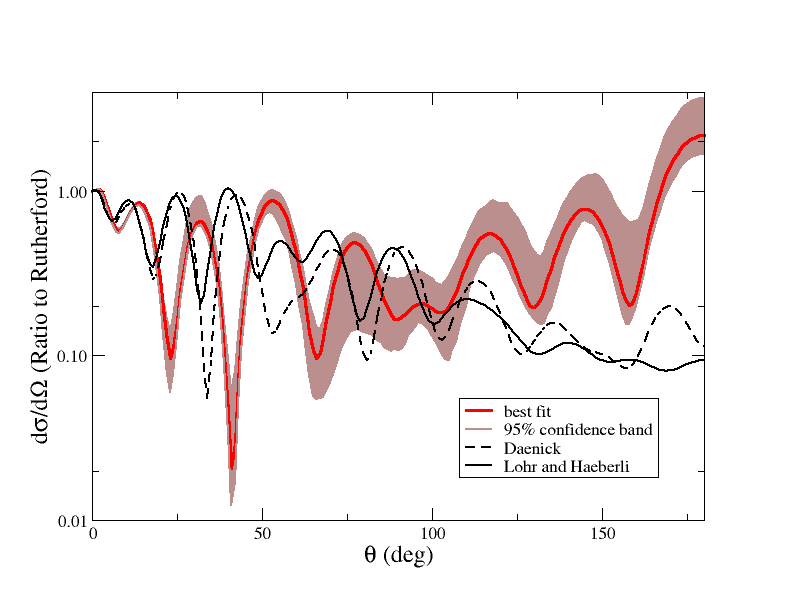 dσ/dΩ (Ratio to Rutherford)
1.00
0.10
0.01
best fit
95% confidence band
Daenick
Lohr and Haeberli
0 50 100 150
θ (deg)